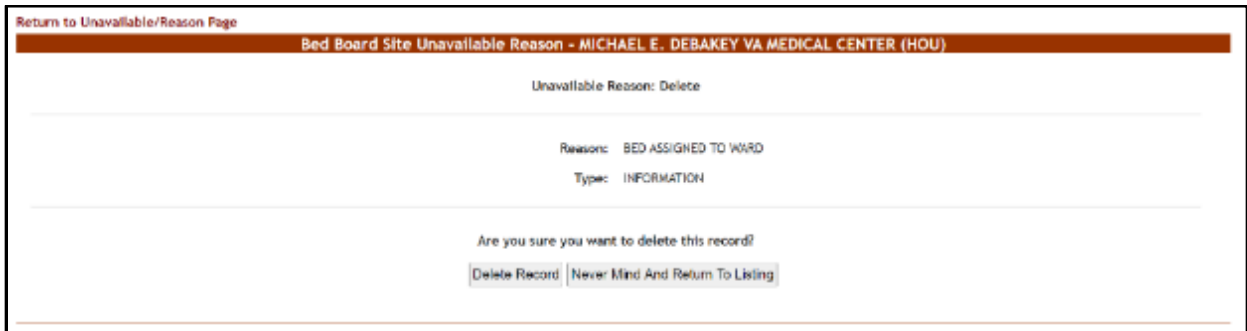 Return to Unavailable/Reason Page
Bed Board Site Unavailable Reason - MICHAEL E. DEBAKEY VA MEDICAL CENTER (HOU)
Unavailable Reason: Delete
Reason: BED ASSIGNED TO WARD
Type: INFORMATION
Are you sure you want to delete this record?
Delete Record Never Mind And Return To Listing